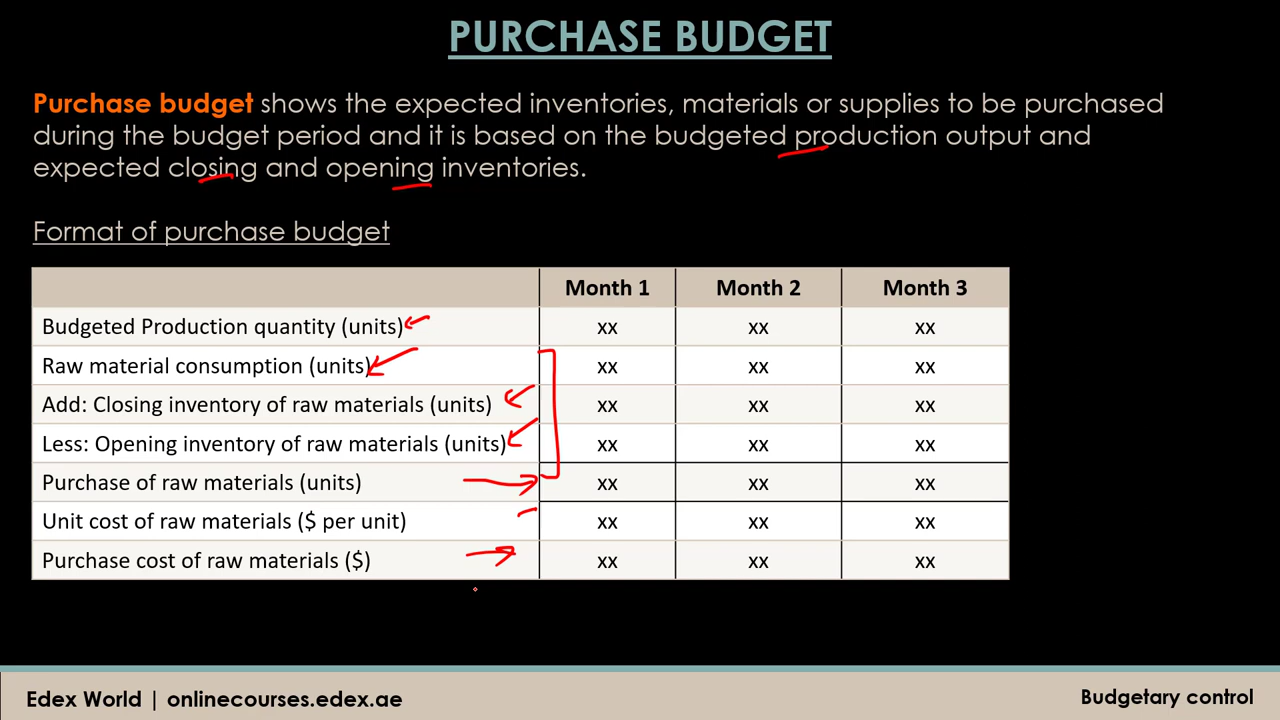 PURCHASE BUDGET
Purchase budget shows the expected inventories, materials or supplies to be purchased
during the budget period and it is based on the budgeted production output and
expected closing and opening inventories.
Format of purchase budget
Month 1 Month 2 Month 3
Budgeted Production quantity (units) xx xx xx
Raw material consumption (units) xx xx xx
Add: Closing inventory of raw materials (units) xx xx xx
Less: Opening inventory of raw materials (units) xx xx xx
Purchase of raw materials (units) xx xx xx
Unit cost of raw materials ($ per unit) xx xx xx
Purchase cost of raw materials ($) xx xx xx
Edex World | onlinecourses.edex.ae
Budgetary control